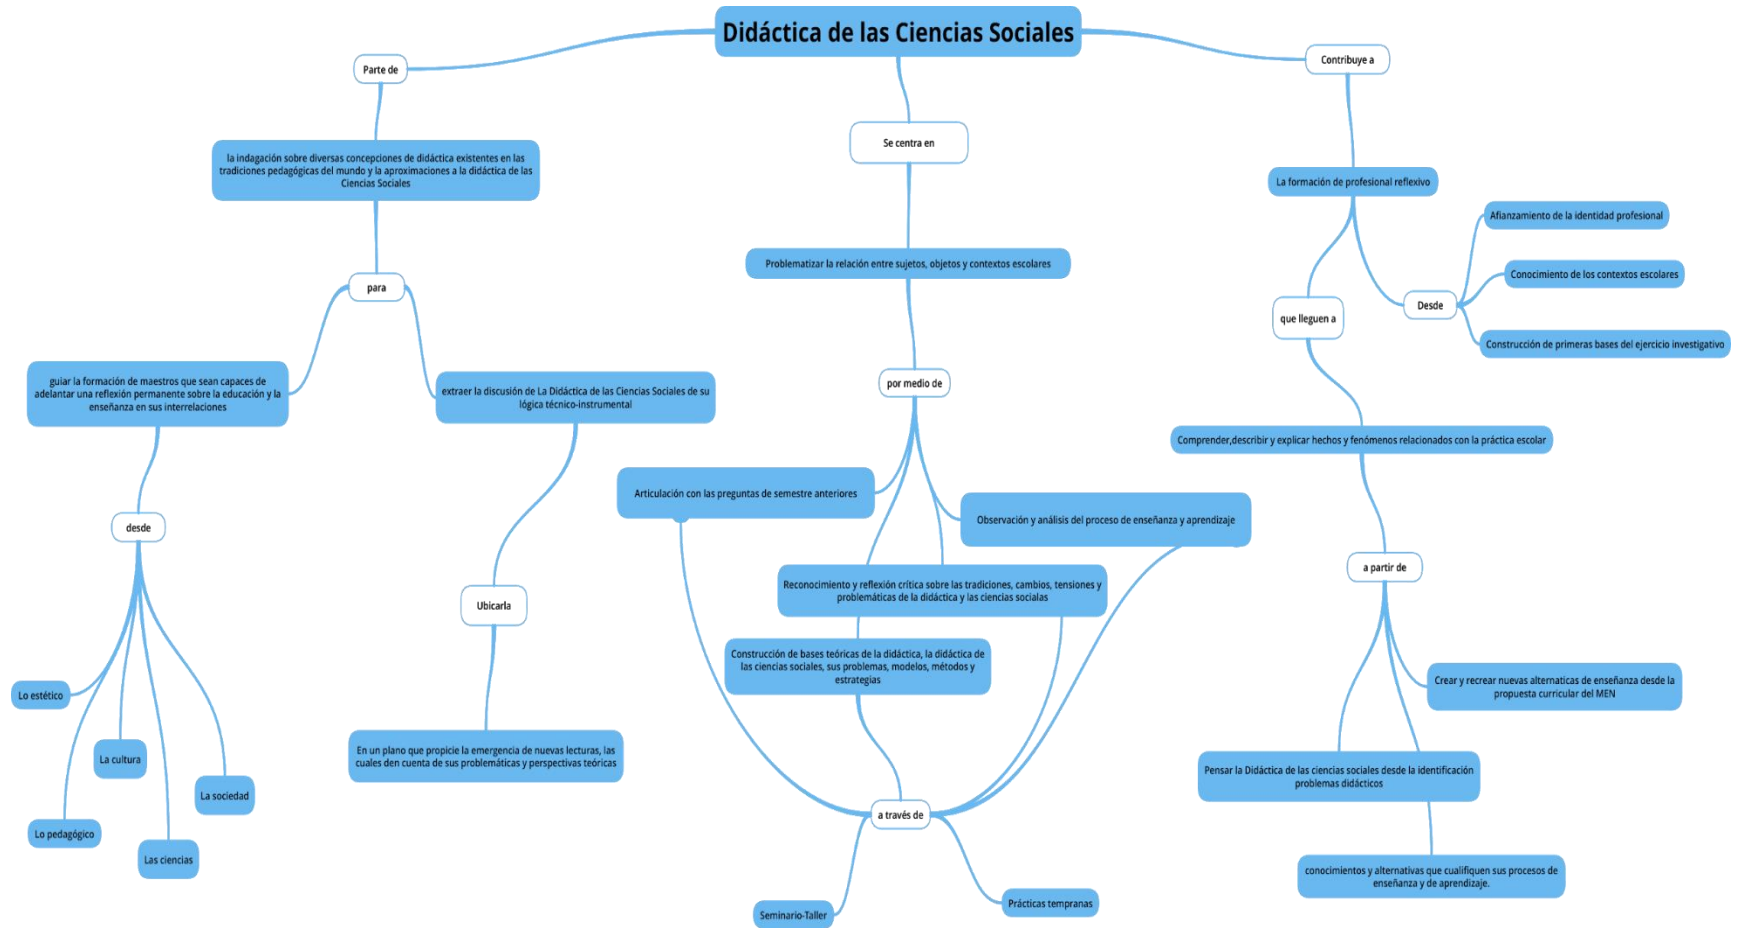 Didáctica de las Ciencias Sociales
Parte de
la indagación sobre diversas concepciones de didáctica existentes en las
tradiciones pedagógicas del mundo y la aproximaciones a la didáctica de las
Ciencias Sociales
para
guiar la formación de maestros que sean capaces de
adelantar una reflexión permanente sobre la educación y la
enseñanza en sus interrelaciones
desde
Lo estético
La cultura
La sociedad
Lo pedagógico
Las ciencias
extraer la discusión de La Didáctica de las Ciencias Sociales de su
lógica técnico-instrumental
Ubicarla
En un plano que propicie la emergencia de nuevas lecturas, las
cuales den cuenta de sus problemáticas y perspectivas teóricas
Se centra en
Problematizar la relación entre sujetos, objetos y contextos escolares
por medio de
Articulación con las preguntas de semestre anteriores
Observación y análisis del proceso de enseñanza y aprendizaje
Reconocimiento y reflexión crítica sobre las tradiciones, cambios, tensiones y
problemáticas de la didáctica y las ciencias socialas
Construcción de bases teóricas de la didáctica, la didáctica de
las ciencias sociales, sus problemas, modelos, métodos y
estrategias
a través de
Seminario-Taller
Prácticas tempranas
Contribuye a
La formación de profesional reflexivo
Desde
Afianzamiento de la identidad profesional
Conocimiento de los contextos escolares
Construcción de primeras bases del ejercicio investigativo
que lleguen a
Comprender,describir y explicar hechos y fenómenos relacionados con la práctica escolar
a partir de
Crear y recrear nuevas alternaticas de enseñanza desde la
propuesta curricular del MEN
Pensar la Didáctica de las ciencias sociales desde la identificación
problemas didácticos
conocimientos y alternativas que cualifiquen sus procesos de
enseñanza y de aprendizaje.